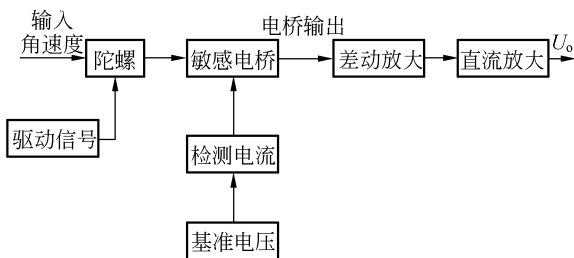 输入
角速度
陀螺
敏感电桥
电桥输出
差动放大
直流放大
Uo
驱动信号
检测电流
基准电压